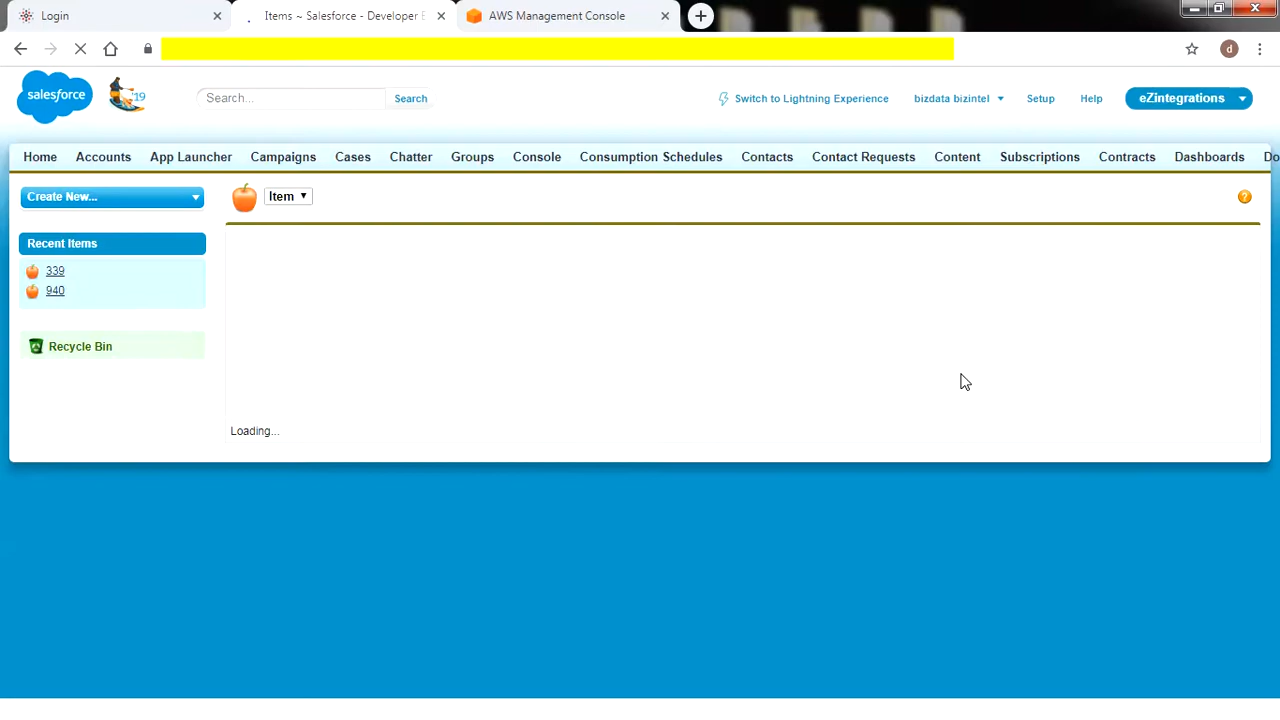 Login
Items ~ Salesforce - Developer E
AWS Management Console
d
salesforce
'19
Search...
Search
Switch to Lightning Experience
bizdata bizintel
Setup
Help
eZintegrations
Home Accounts App Launcher Campaigns Cases Chatter Groups Console Consumption Schedules Contacts Contact Requests Content Subscriptions Contracts Dashboards Do
Create New...
Item
?
Recent Items
339
940
Recycle Bin
Loading...